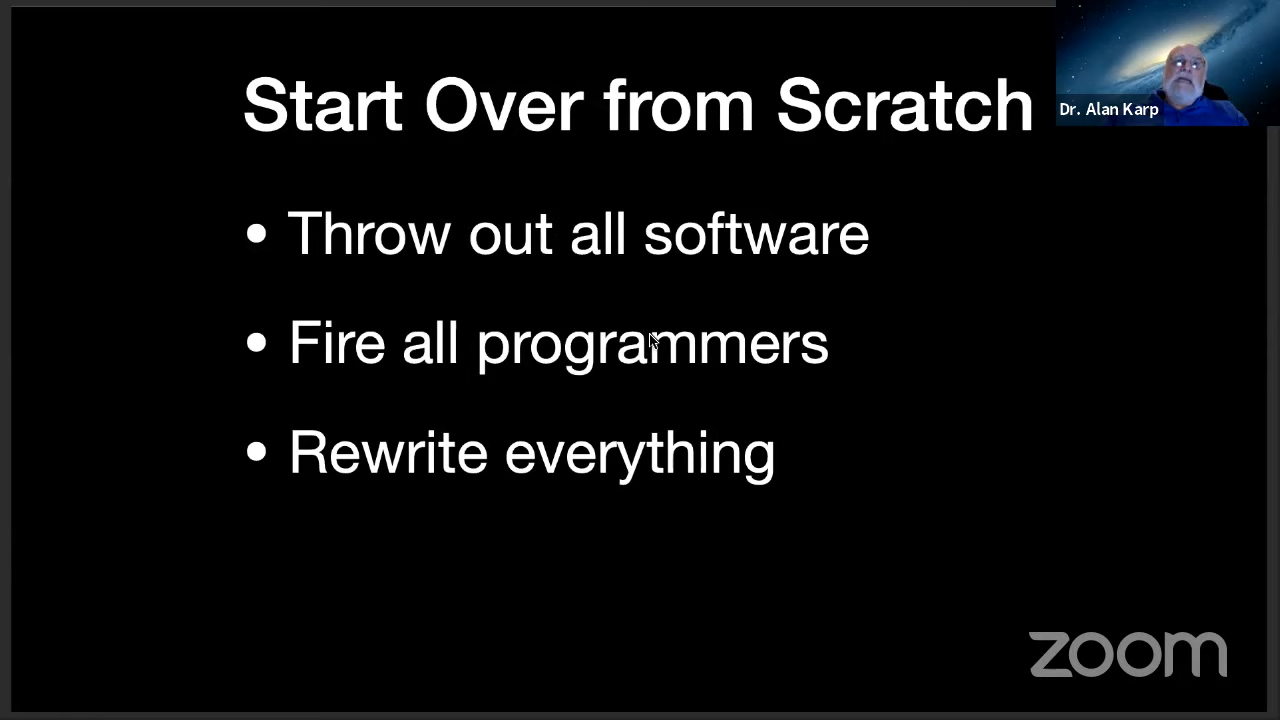 Start Over from Scratch
Dr. Alan Karp
• Throw out all software
• Fire all programmers
• Rewrite everything
zoom